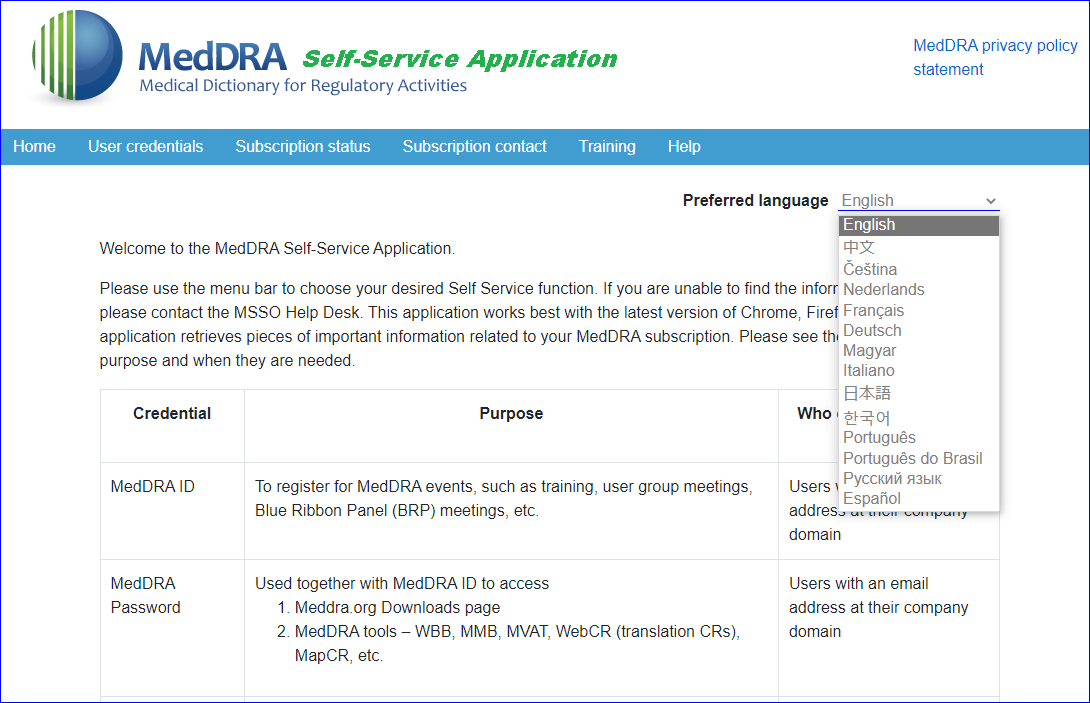 MedDRA Self-Service Application
Medical Dictionary for Regulatory Activities
MedDRA privacy policy
statement
Home User credentials Subscription status Subscription contact Training Help
Preferred language English
English
中文
Čeština
Nederlands
Français
Deutsch
Magyar
Italiano
日本語
한국어
Português
Português do Brasil
Русский язык
Español
Welcome to the MedDRA Self-Service Application.
Please use the menu bar to choose your desired Self Service function. If you are unable to find the
please contact the MSSO Help Desk. This application works best with the latest version of Chrome,
application retrieves pieces of important information related to your MedDRA subscription. Please see
purpose and when they are needed.
Credential Purpose Who
MedDRA ID
To register for MedDRA events, such as training, user group meetings,
Blue Ribbon Panel (BRP) meetings, etc.
Users
address at their company
domain
MedDRA
Password
Used together with MedDRA ID to access
1. Meddra.org Downloads page
2. MedDRA tools – WBB, MMB, MVAT, WebCR (translation CRs),
MapCR, etc.
Users with an email
address at their company
domain